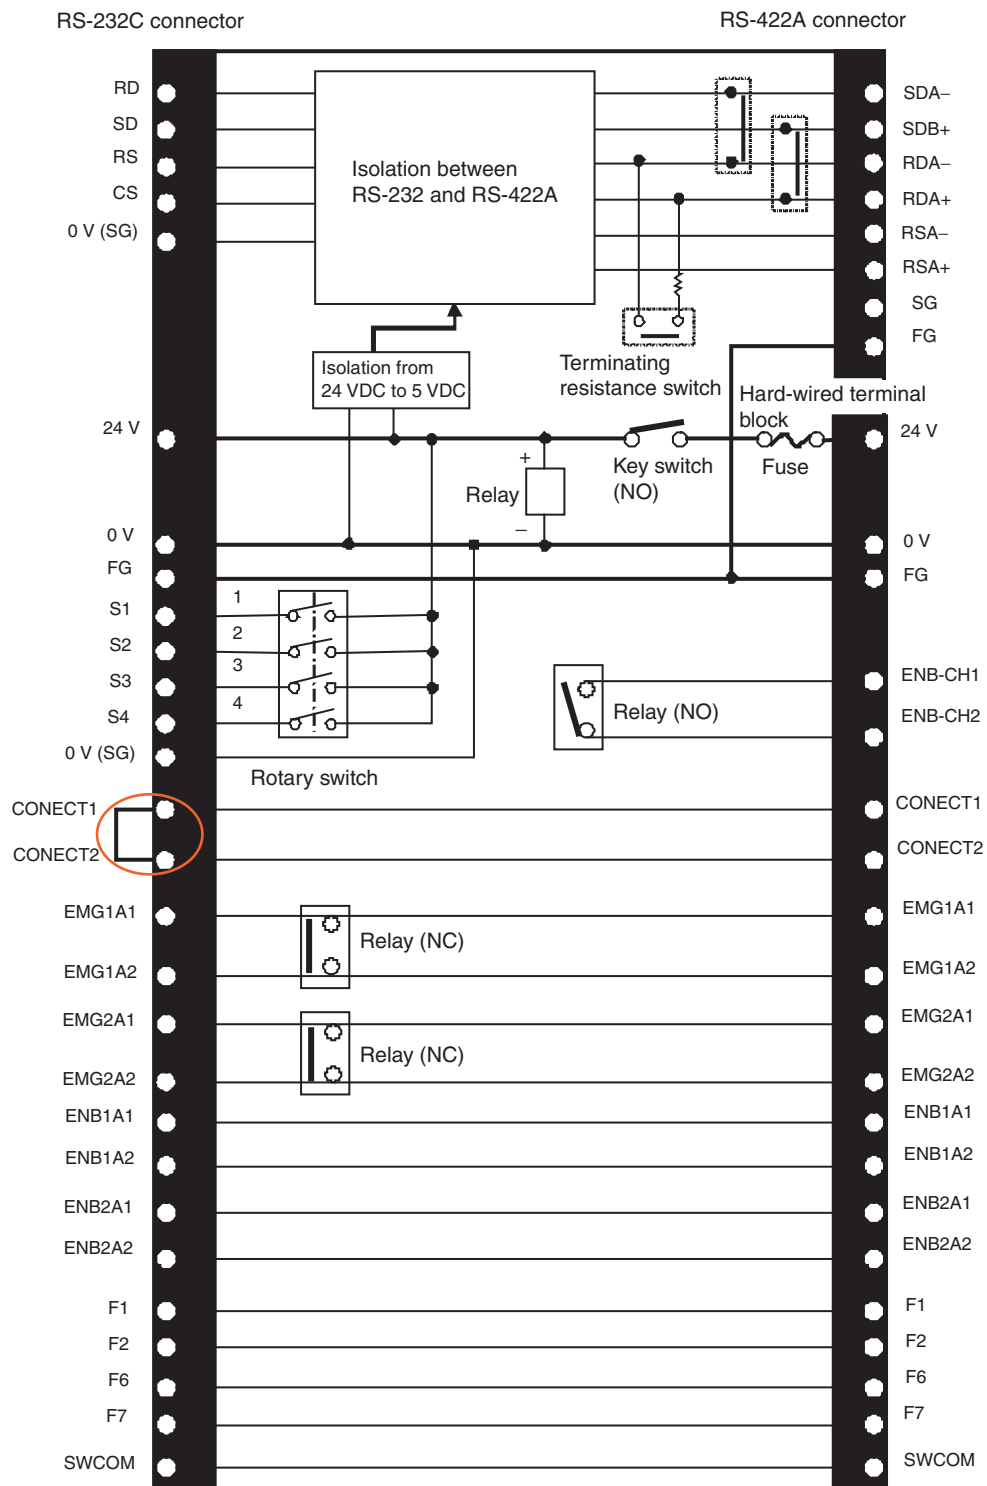 RS-232C connector
RS-422A connector
RD
SD
RS
CS
0 V (SG)
Isolation between
RS-232 and RS-422A
SDA−
SDB+
RDA−
RDA+
RSA−
RSA+
SG
FG
Isolation from
24 VDC to 5 VDC
Terminating
resistance switch
Hard-wired terminal
block
24 V
24 V
Key switch
(NO)
Fuse
+
Relay
−
0 V
0 V
FG
FG
S1
1
S2
2
S3
3
S4
4
0 V (SG)
Rotary switch
Relay (NO)
ENB-CH1
ENB-CH2
CONECT1
CONECT1
CONECT2
CONECT2
EMG1A1
EMG1A1
Relay (NC)
EMG1A2
EMG1A2
EMG2A1
EMG2A1
Relay (NC)
EMG2A2
EMG2A2
ENB1A1
ENB1A1
ENB1A2
ENB1A2
ENB2A1
ENB2A1
ENB2A2
ENB2A2
F1
F1
F2
F2
F6
F6
F7
F7
SWCOM
SWCOM